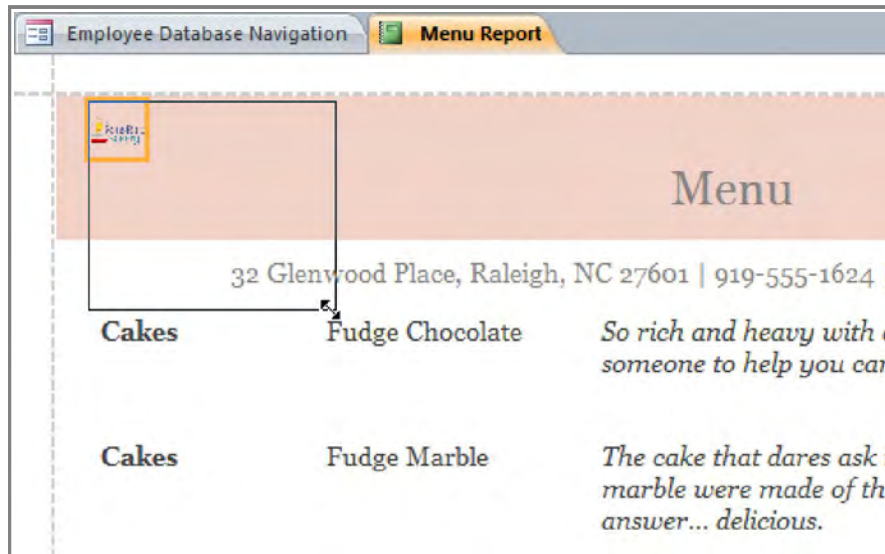 Employee Database Navigation Menu Report
Menu
32 Glenwood Place, Raleigh, NC 27601 | 919-555-1624
Cakes Fudge Chocolate So rich and heavy with
someone to help you
Cakes Fudge Marble The cake that dares ask
marble were made of
answer... delicious.